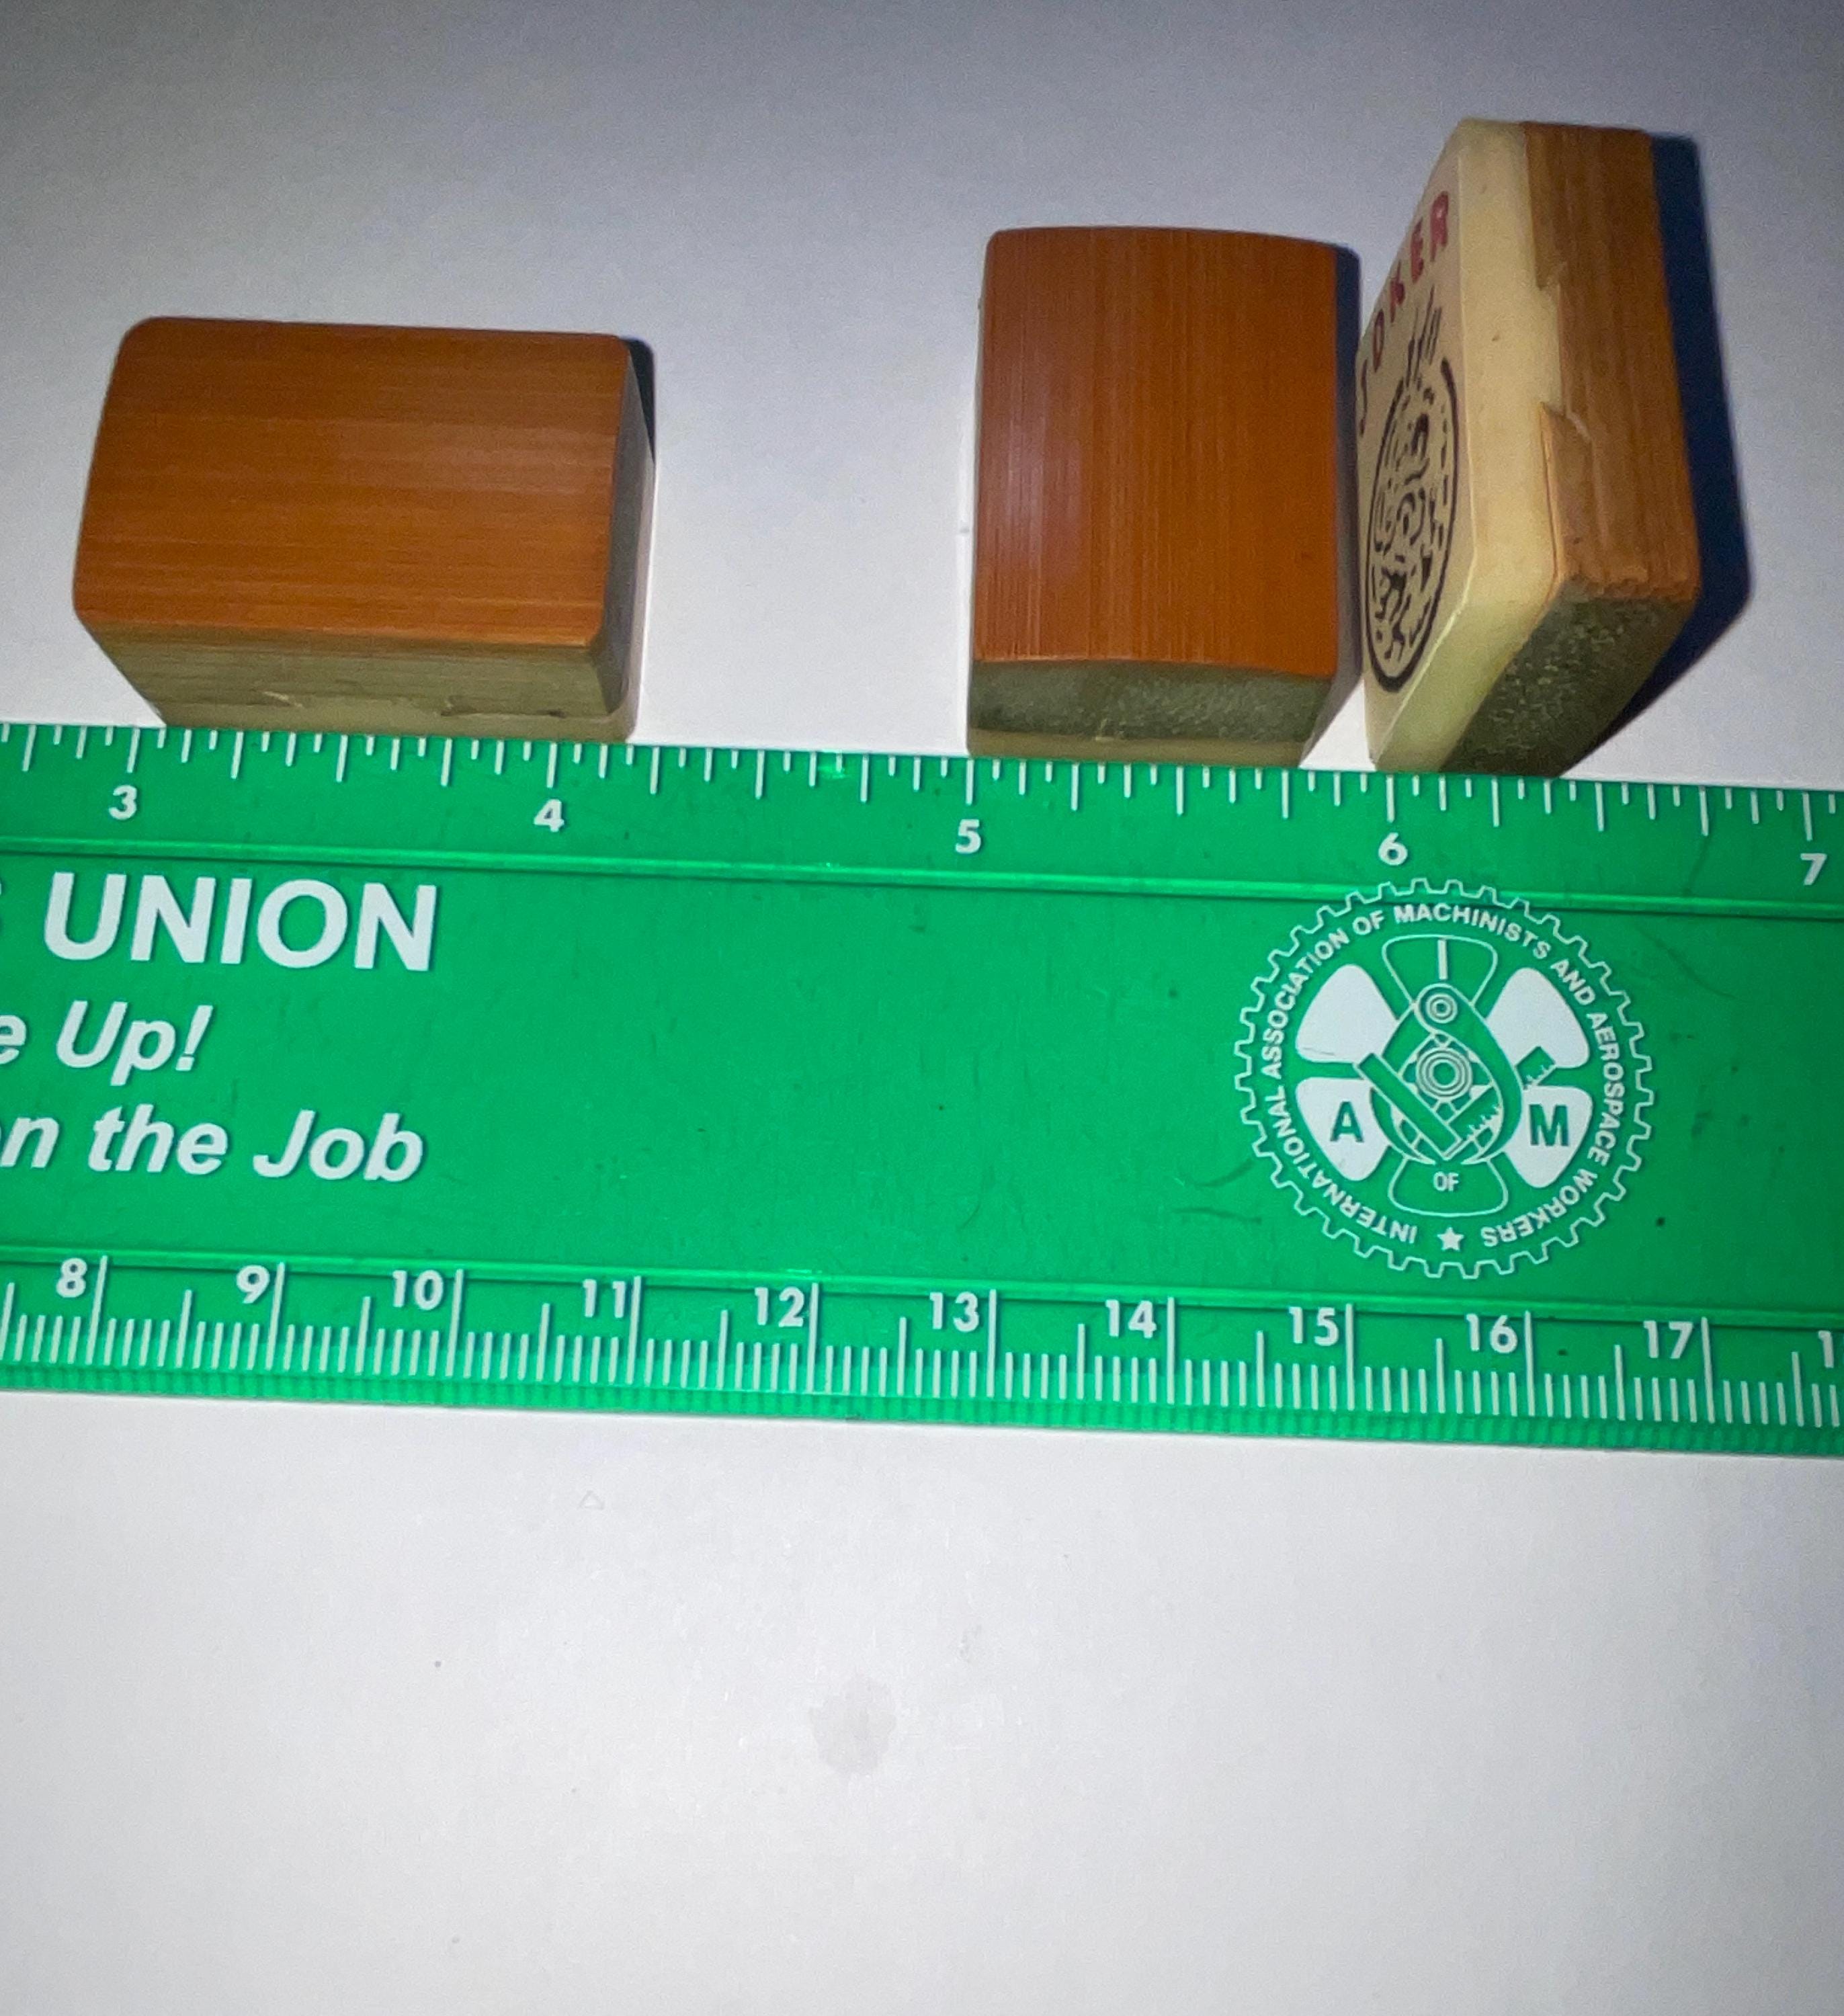 JOKER
3 4 5 6 7
UNION
e Up!
n the Job
INTERNATIONAL ASSOCIATION OF MACHINISTS AND AEROSPACE WORKERS
I
A M
OF
8 9 10 11 12 13 14 15 16 17 1